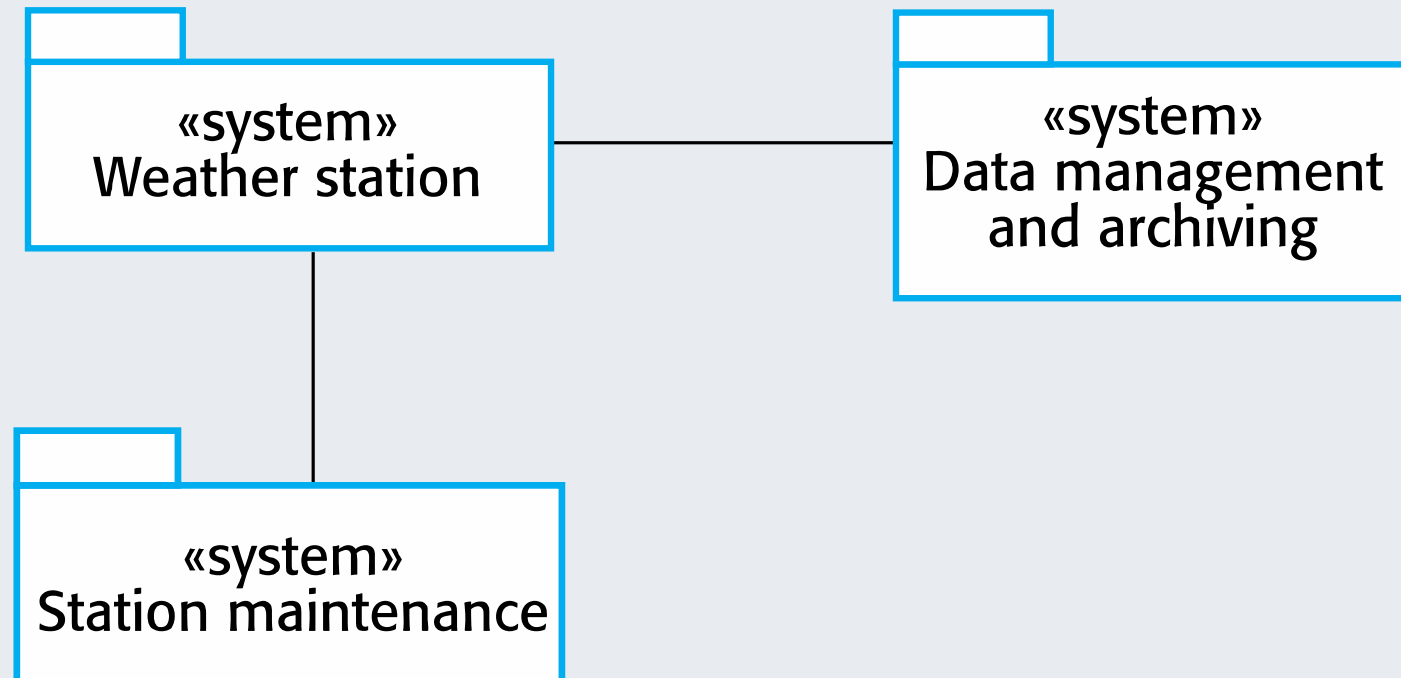 «system»
Weather station
«system»
Data management
and archiving
«system»
Station maintenance